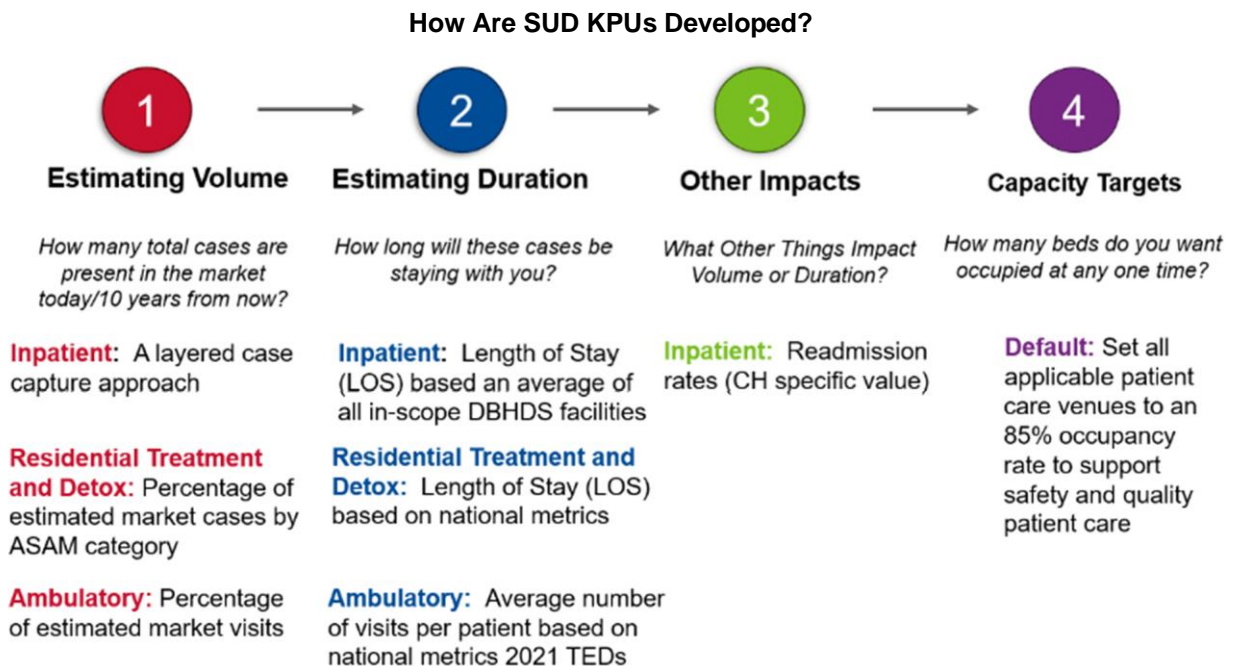 How Are SUD KPUs Developed?
1
2
3
4
Estimating Volume
Estimating Duration
Other Impacts
Capacity Targets
How many total cases are
present in the market
today/10 years from now?
How long will these cases be
staying with you?
What Other Things Impact
Volume or Duration?
How many beds do you want
occupied at any one time?
Inpatient: A layered case
capture approach
Residential Treatment
and Detox: Percentage of
estimated market cases by
ASAM category
Ambulatory: Percentage
of estimated market visits
Inpatient: Length of Stay
(LOS) based an average of
all in-scope DBHDS facilities
Residential Treatment and
Detox: Length of Stay (LOS)
based on national metrics
Ambulatory: Average number
of visits per patient based on
national metrics 2021 TEDs
Inpatient: Readmission
rates (CH specific value)
Default: Set all
applicable patient
care venues to an
85% occupancy
rate to support
safety and quality
patient care